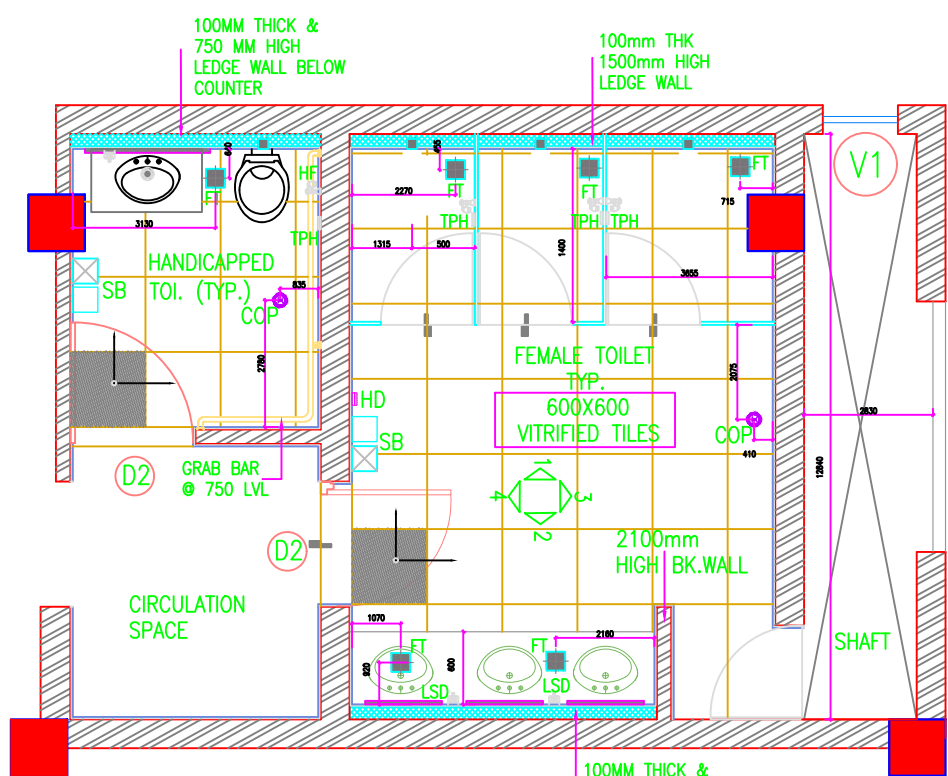 100MM THICK &
750 MM HIGH
LEDGE WALL BELOW
COUNTER
100mm THK
1500mm HIGH
LEDGE WALL
640
455
HF
FT
FT
FT
FT
V1
2270
715
TPH
TPH
TPH
TPH
3130
1315
500
1400
3655
HANDICAPPED
TOI. (TYP.)
SB
835
COP
2780
FEMALE TOILET
TYP.
600X600
VITRIFIED TILES
2075
COP
410
2630
12840
HD
SB
GRAB BAR
@ 750 LVL
D2
D2
1
4
3
2
2100mm
HIGH BK.WALL
CIRCULATION
SPACE
1070
FT
FT
2160
920
600
LSD
LSD
SHAFT
100MM THICK &